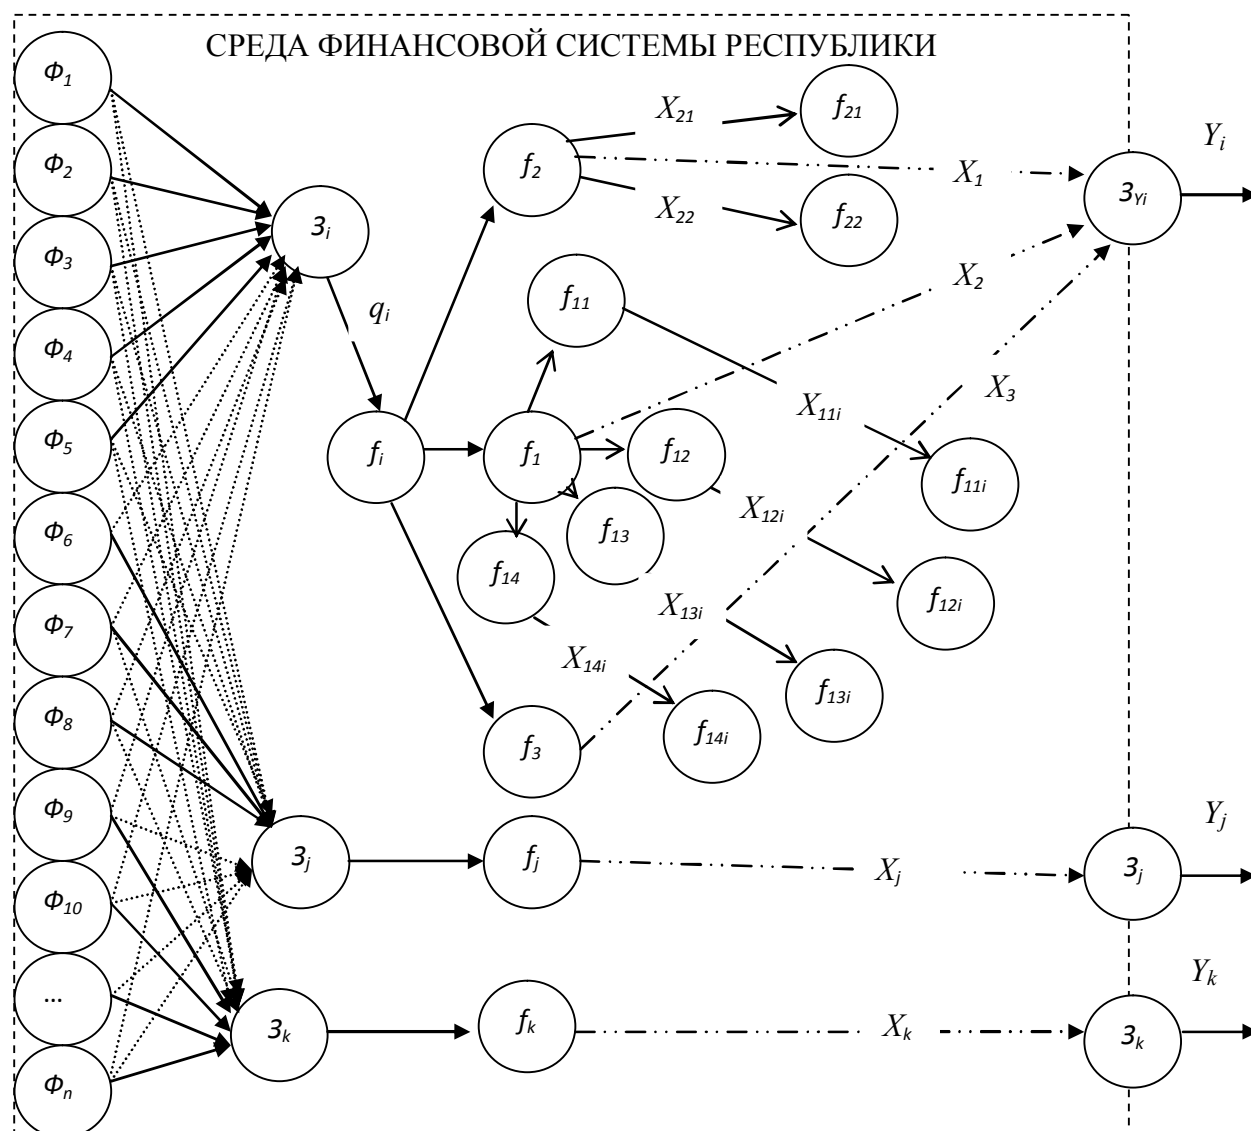 СРЕДА ФИНАНСОВОЙ СИСТЕМЫ РЕСПУБЛИКИ
Ф1
Ф2
Ф3
Ф4
Ф5
Ф6
Ф7
Ф8
Ф9
Ф10
...
Фn
Зi
qi
fi
f2
X21
f21
X22
f22
X1
ЗYi
Yi
f11
X2
X3
f1
f12
f13
f14
X11i
f11i
X12i
f12i
X13i
f13i
X14i
f14i
f3
Зj
fj
Xj
Зj
Yj
Зk
fk
Xk
Зk
Yk